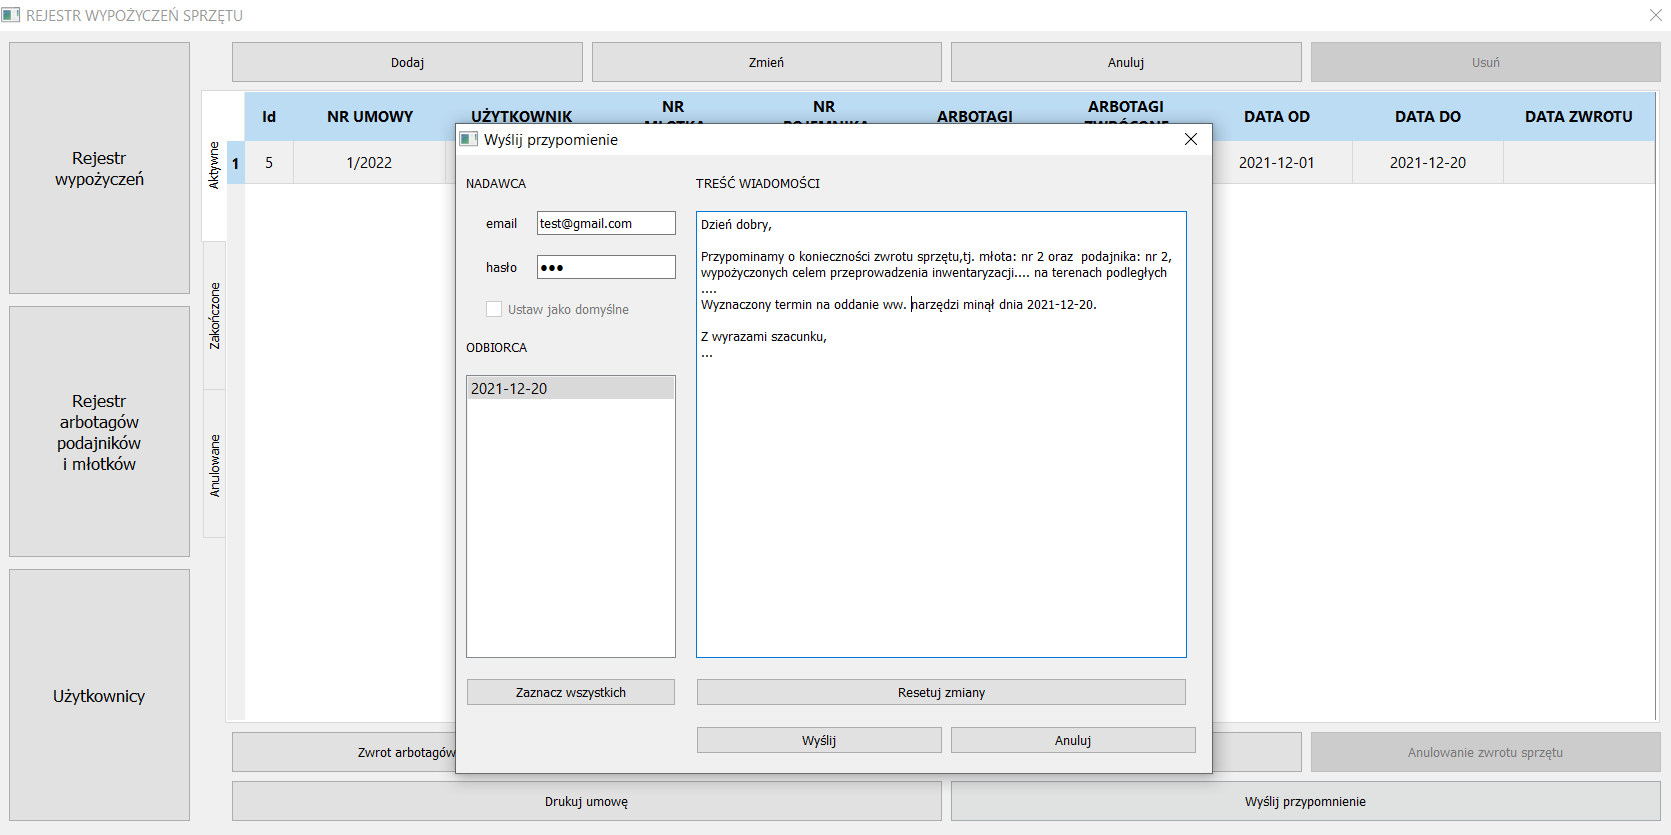 REJESTR WYPOŻYCZEŃ SPRZĘTU
Dodaj
Zmień
Anuluj
Usuń
Rejestr
wypożyczeń
Rejestr
arbotagów
podajników
i młotków
Użytkownicy
Aktywne
Zakończone
Anulowane
Id
NR UMOWY
UŻYTKOWNIK
NR
MŁOTKA
NR
POJEMNIKA
ARBOTAGI
ARBOTAGI
ZWRÓCONE
DATA OD
DATA DO
DATA ZWROTU
1
5
1/2022
2021-12-01
2021-12-20
Wyślij przypomienie
NADAWCA
email
test@gmail.com
hasło
●●●
Ustaw jako domyślne
ODBIORCA
2021-12-20
Zaznacz wszystkich
TREŚĆ WIADOMOŚCI
Dzień dobry,
Przypominamy o konieczności zwrotu sprzętu,tj. młota: nr 2 oraz  podajnika: nr 2,
wypożyczonych celem przeprowadzenia inwentaryzacji.... na terenach podległych
....
Wyznaczony termin na oddanie ww. narzędzi minął dnia 2021-12-20.
Z wyrazami szacunku,
...
Resetuj zmiany
Wyślij
Anuluj
Zwrot arbotagów
Anulowanie zwrotu sprzętu
Drukuj umowę
Wyślij przypomnienie